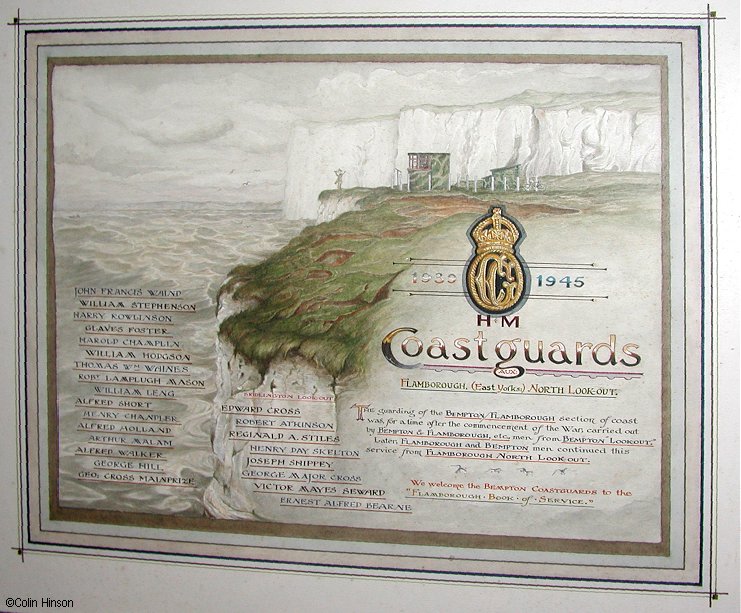 1939 1945
H·M
Coastguards
AUX:
FLAMBOROUGH, (East Yorks,) NORTH LOOK-OUT.
THE guarding of the BEMPTON/FLAMBOROUGH section of coast
was, for a time after the commencement of the War, carried out
by BEMPTON & FLAMBOROUGH, etc, men from BEMPTON "LOOKOUT."
Later, FLAMBOROUGH AND BEMPTON men continued this
service from FLAMBOROUGH NORTH LOOK-OUT.
We welcome the BEMPTON COASTGUARDS to the
"FLAMBOROUGH · BOOK of · SERVICE."
JOHN FRANCIS WAIND
WILLIAM STEPHENSON
HARRY ROWLINSON
GLAVES FOSTER
HAROLD CHAMPLIN
WILLIAM HODGSON
THOMAS Wm WAINES
ROBt LAMPLUGH MASON
WILLIAM LENG
ALFRED SHORT
HENRY CHANDLER
ALFRED HOLLAND
ARTHUR MALAM
ALFRED WALKER
GEORGE HILL
GEO: CROSS MAINPRIZE
BRIDLINGTON LOOK-OUT
EDWARD CROSS
ROBERT ATKINSON
REGINALD A. STILES
HENRY DAY SKELTON
JOSEPH SHIPPEY
GEORGE MAJOR CROSS
VICTOR MAYES SEWARD
ERNEST ALFRED BEARNE
©Colin Hinson